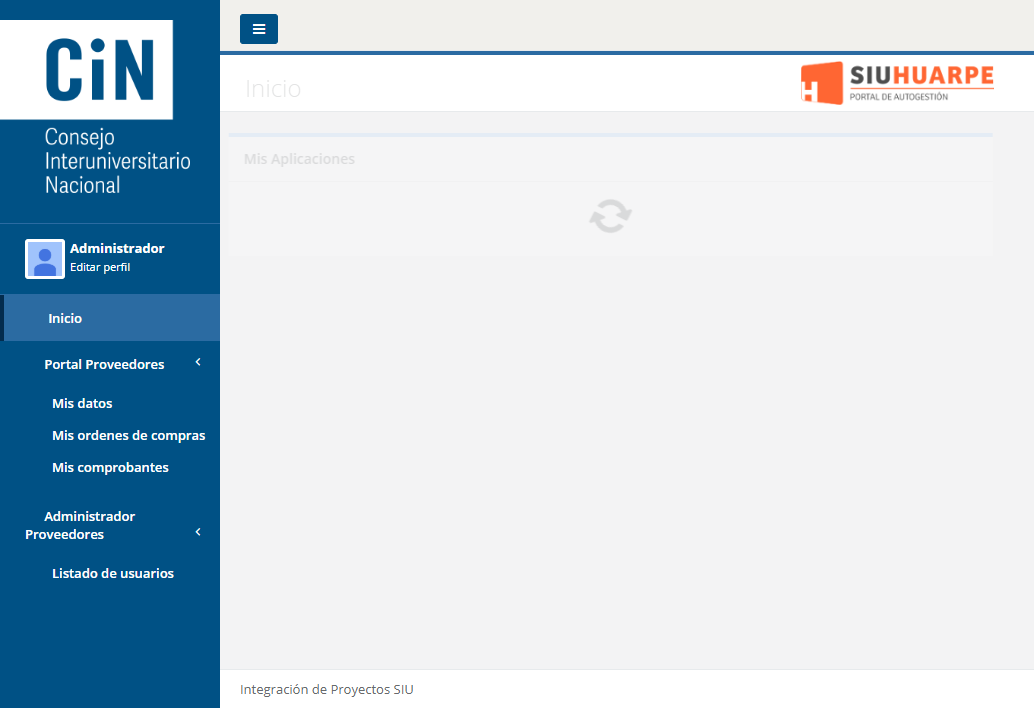 CiN
Consejo
Interuniversitario
Nacional
Administrador
Editar perfil
Inicio
Portal Proveedores
Mis datos
Mis ordenes de compras
Mis comprobantes
Administrador
Proveedores
Listado de usuarios
Inicio
SIUHUARPE
PORTAL DE AUTOGESTIÓN
Mis Aplicaciones
Integración de Proyectos SIU